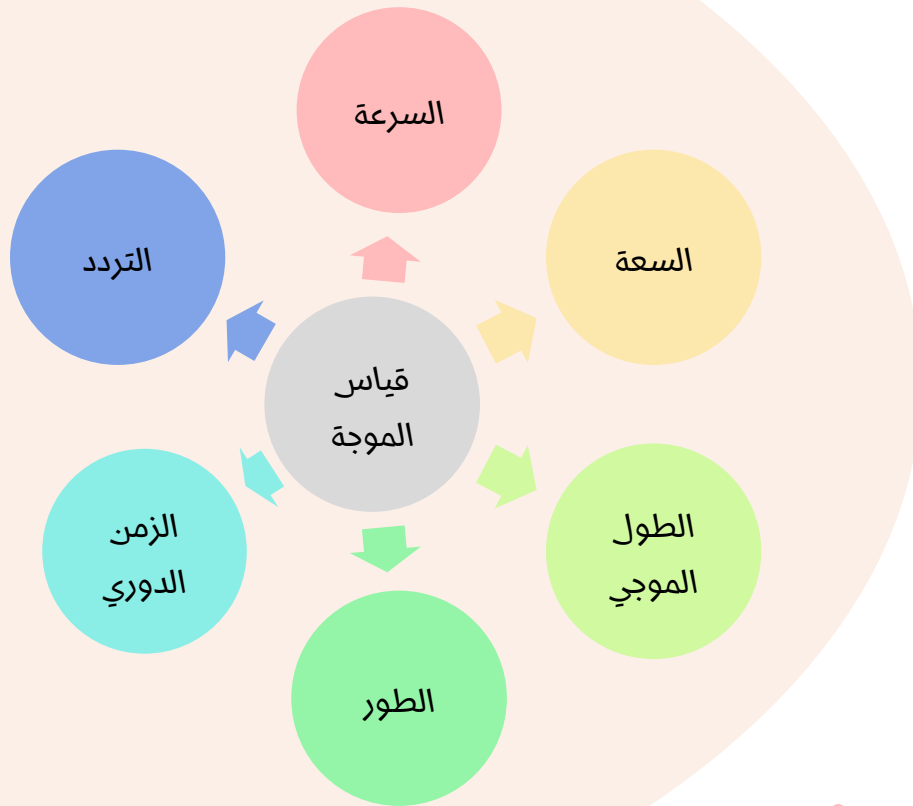 السرعة
السعة
التردد
قياس
الموجة
الطول
الموجي
الزمن
الدوري
الطور